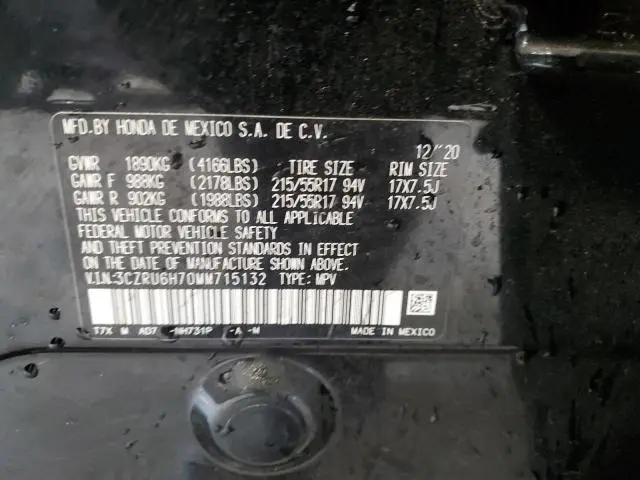 MFD.BY HONDA DE MEXICO S.A. DE C.V.
12/'20
GVWR 1890KG (4166LBS) TIRE SIZE RIM SIZE
GAWR F 988KG (2178LBS) 215/55R17 94V 17X7.5J
GAWR R 902KG (1988LBS) 215/55R17 94V 17X7.5J
THIS VEHICLE CONFORMS TO ALL APPLICABLE
FEDERAL MOTOR VEHICLE SAFETY
AND THEFT PREVENTION STANDARDS IN EFFECT
ON THE DATE OF MANUFACTURE SHOWN ABOVE.
V.I.N:3CZRU6H70MM715132 TYPE: MPV
T7X M AD7 -NH731P -A -M MADE IN MEXICO